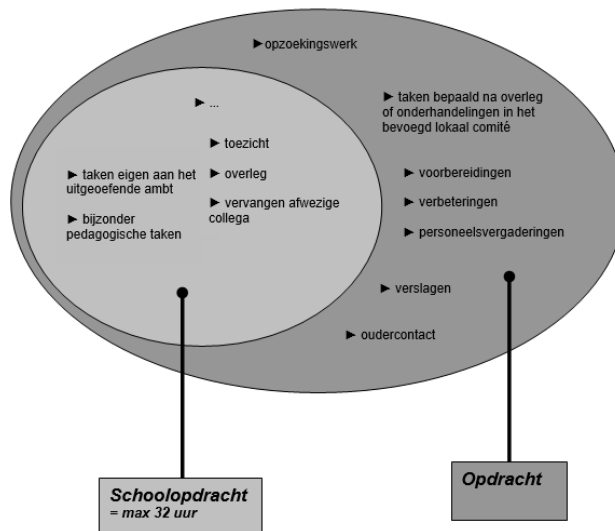 ► opzoekingswerk
► ...
► toezicht
► overleg
► vervangen afwezige
collega
► taken eigen aan het
uitgeoefende ambt
► bijzonder
pedagogische taken
► taken bepaald na overleg
of onderhandelingen in het
bevoegd lokaal comité
► voorbereidingen
► verbeteringen
► personeelsvergaderingen
► verslagen
► oudercontact
Schoolopdracht
= max 32 uur
Opdracht